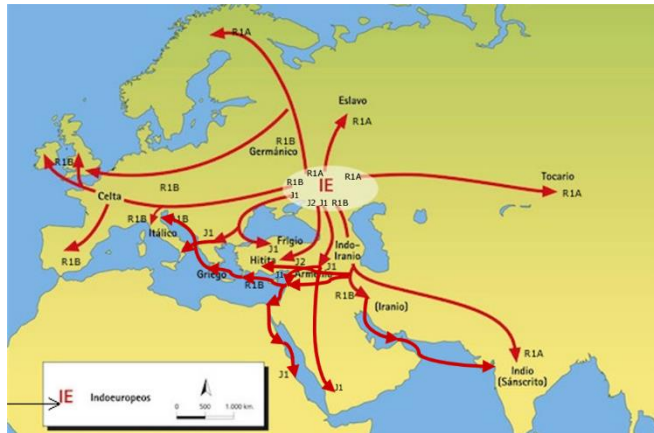 R1A
Eslavo
R1A
R1B
Germánico
R1B
R1A
R1B
IE
R1A
Tocario
R1A
Celta
R1B
J1
J2 J1 R1B
R1B
R1B
Itálico
J1
Frigio
Indo-
Iranio
R1B
Hitita
J2
J1
Griego
J1
Armenio
R1B
R1B
(Iranio)
R1A
Indio
(Sánscrito)
J1
J1
IE Indoeuropeos
0 500 1.000 km.